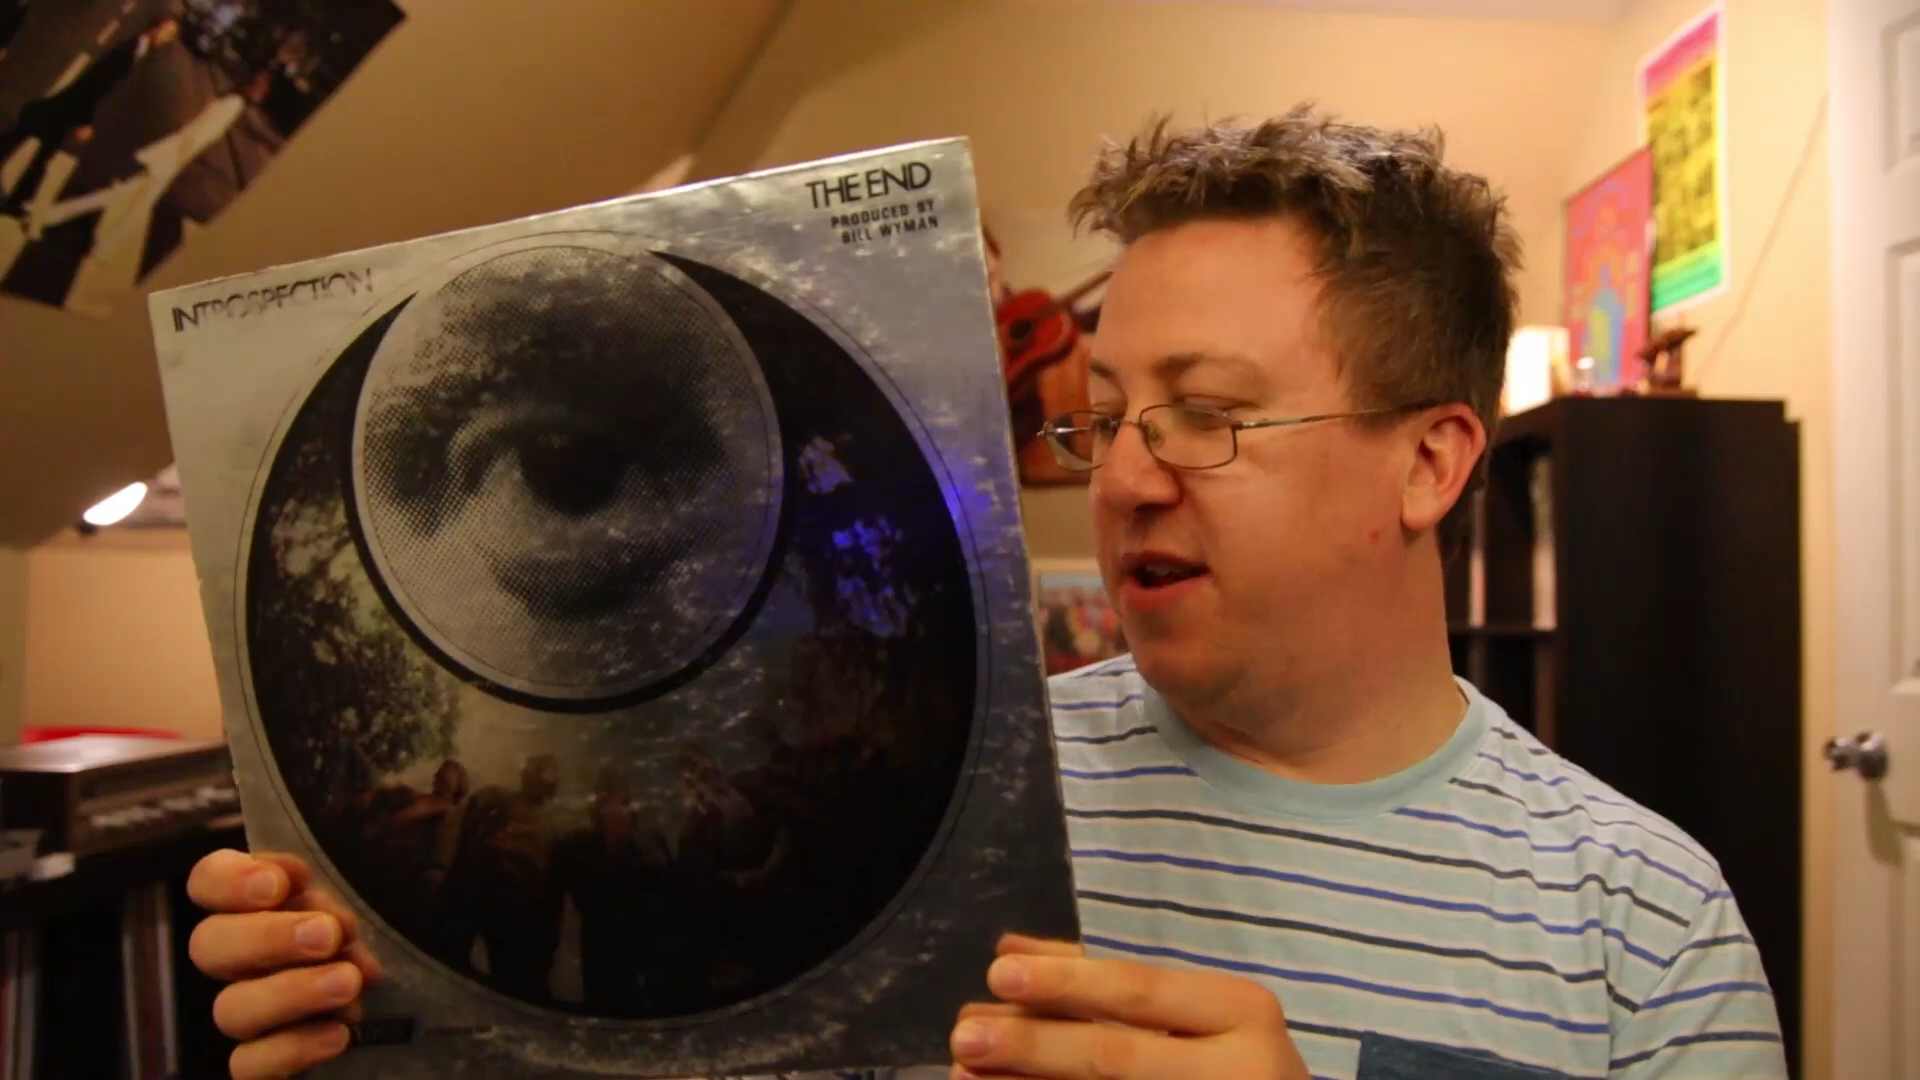 INTROSPECTION
THE END
PRODUCED BY
BILL WYMAN